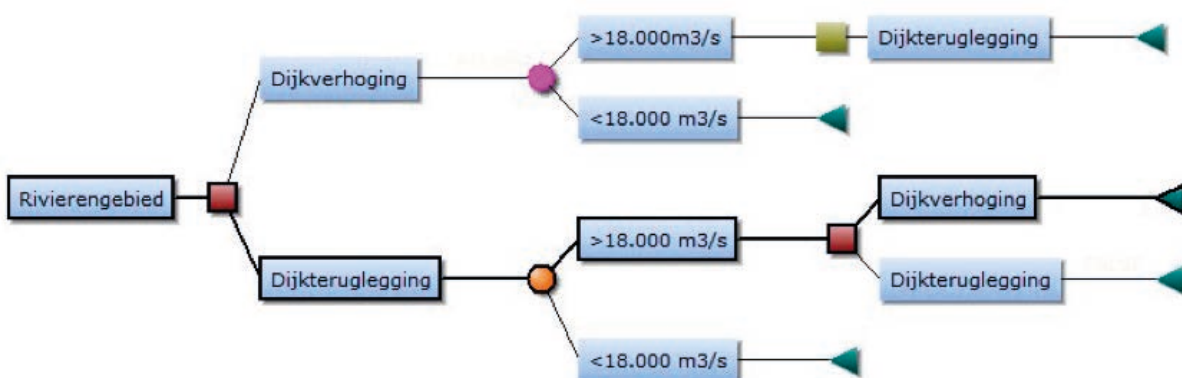 >18.000m3/s
Dijkteruglegging
Dijkverhoging
<18.000 m3/s
Rivierengebied
Dijkverhoging
>18.000 m3/s
Dijkteruglegging
Dijkteruglegging
<18.000 m3/s